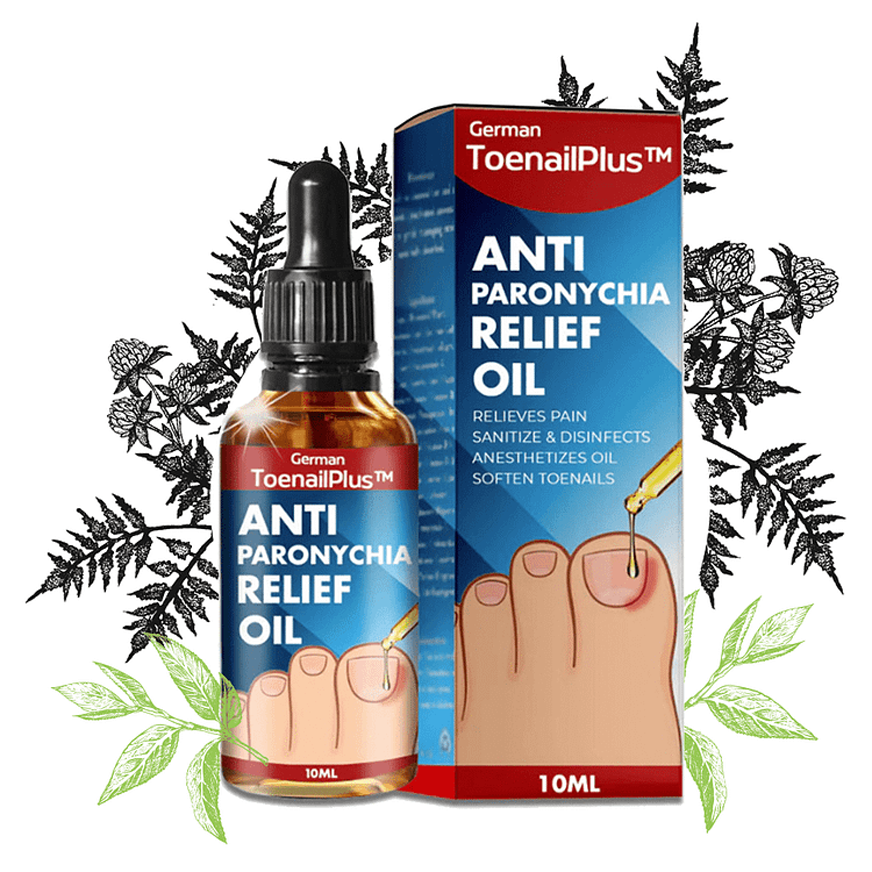 German
ToenailPlus™
ANTI
PARONYCHIA
RELIEF
OIL
RELIEVES PAIN
SANITIZE & DISINFECTS
ANESTHETIZES OIL
SOFTEN TOENAILS
10ML
German
ToenailPlus™
ANTI
PARONYCHIA
RELIEF
OIL
10ML